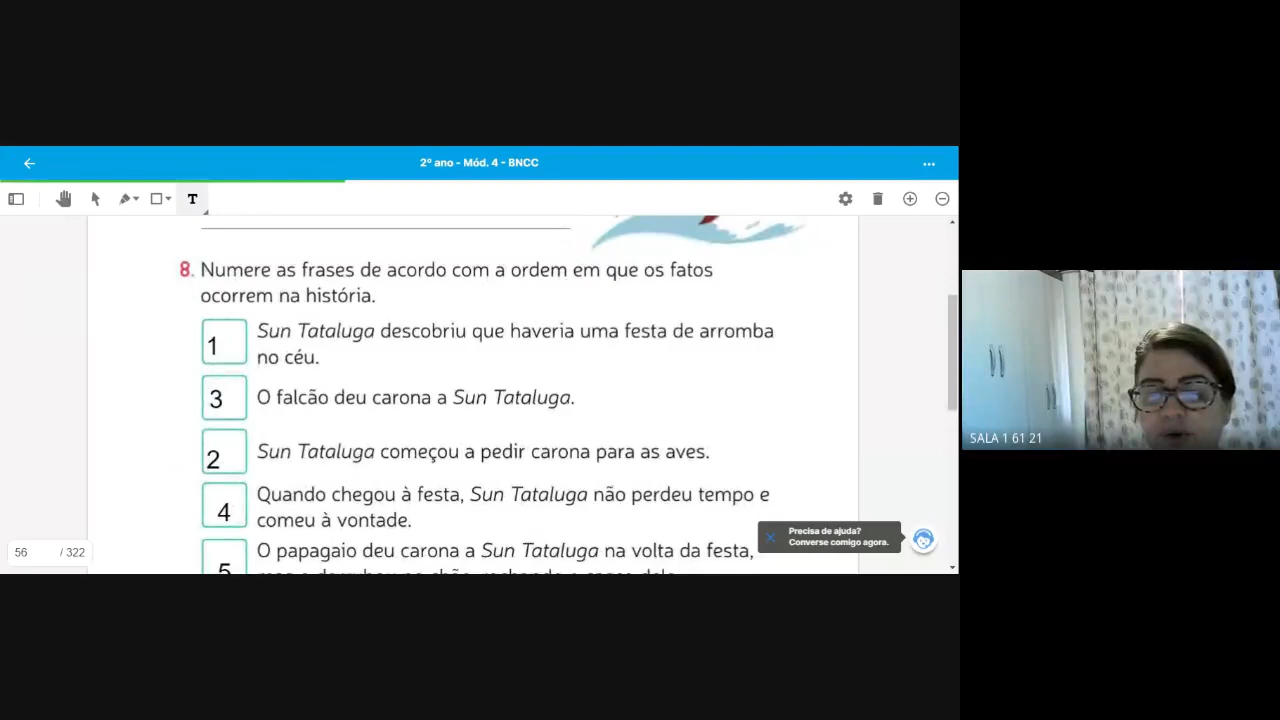 2º ano - Mód. 4 - BNCC
T
8. Numere as frases de acordo com a ordem em que os fatos
ocorrem na história.
1 Sun Tataluga descobriu que haveria uma festa de arromba
no céu.
3 O falcão deu carona a Sun Tataluga.
2 Sun Tataluga começou a pedir carona para as aves.
4 Quando chegou à festa, Sun Tataluga não perdeu tempo e
comeu à vontade.
5 O papagaio deu carona a Sun Tataluga na volta da festa,
56 / 322
Precisa de ajuda?
Converse comigo agora.
SALA 1 61 21